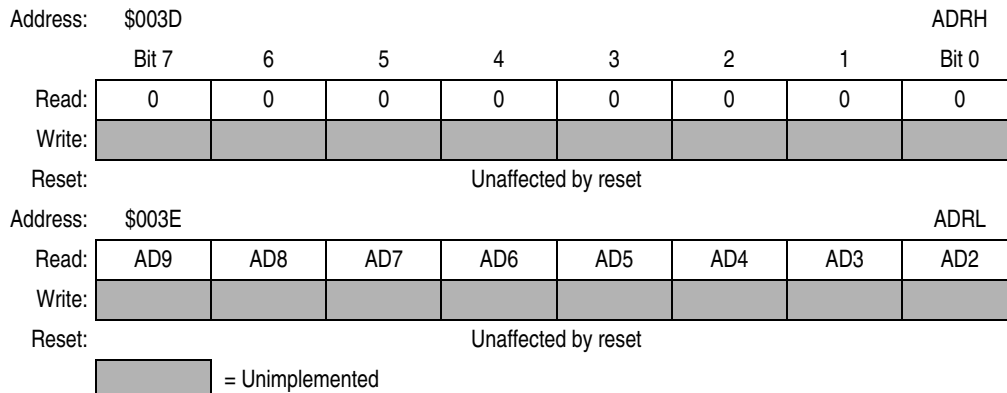 Address: $003D ADRH
Bit 7 6 5 4 3 2 1 Bit 0
Read: 0 0 0 0 0 0 0 0
Write:
Reset: Unaffected by reset
Address: $003E ADRL
Read: AD9 AD8 AD7 AD6 AD5 AD4 AD3 AD2
Write:
Reset: Unaffected by reset
= Unimplemented